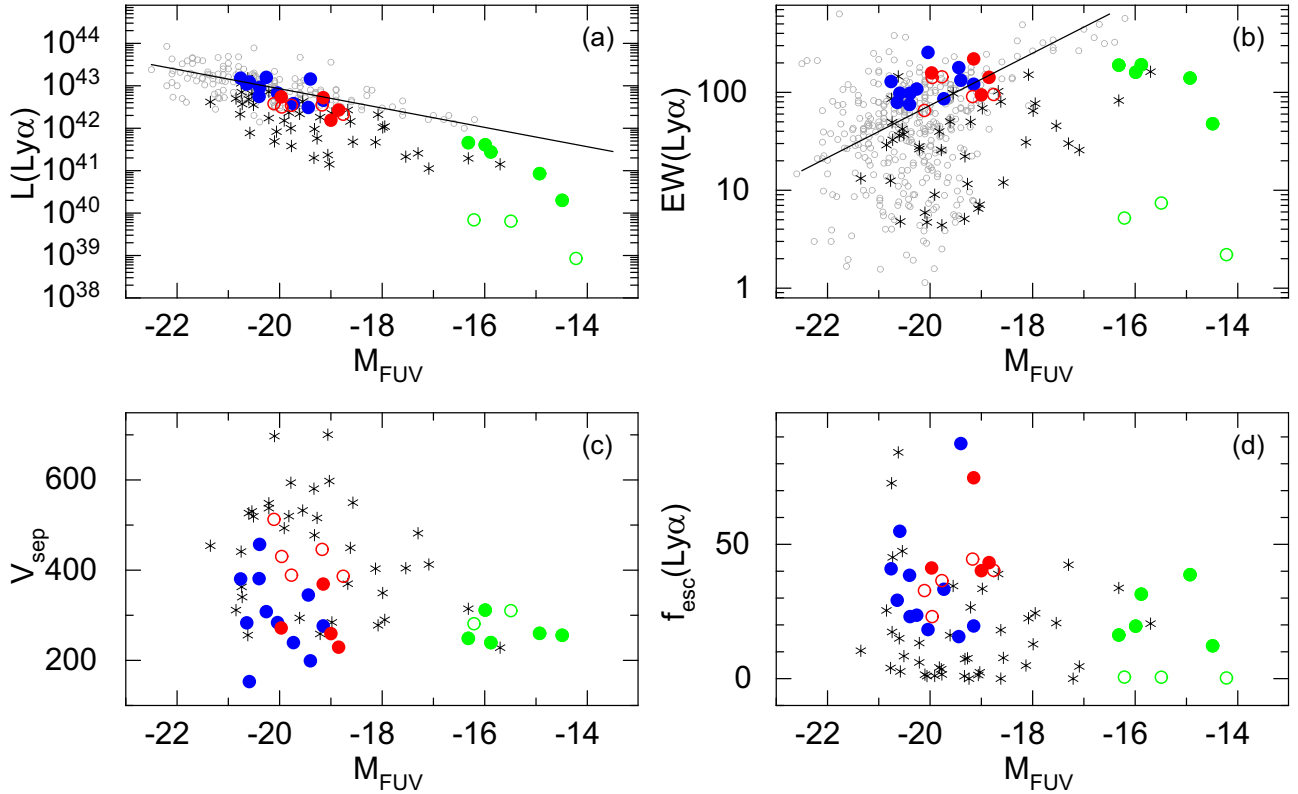 (a)
L(Lyα)
10^44
10^43
10^42
10^41
10^40
10^39
10^38
-22 -20 -18 -16 -14
M_FUV
(b)
EW(Lyα)
100
10
1
-22 -20 -18 -16 -14
M_FUV
(c)
V_sep
600
400
200
-22 -20 -18 -16 -14
M_FUV
(d)
f_esc(Lyα)
50
0
-22 -20 -18 -16 -14
M_FUV